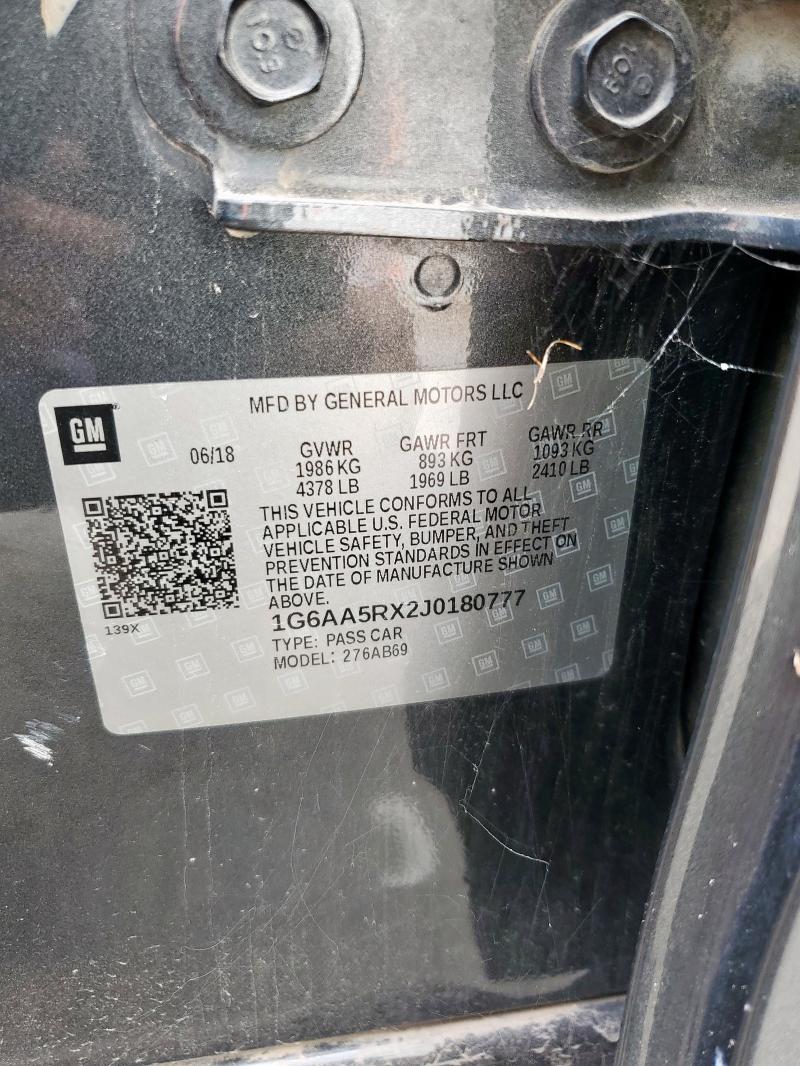 MFD BY GENERAL MOTORS LLC
GM
06/18
GVWR
1986 KG
4378 LB
GAWR FRT
893 KG
1969 LB
GAWR RR
1093 KG
2410 LB
THIS VEHICLE CONFORMS TO ALL
APPLICABLE U.S. FEDERAL MOTOR
VEHICLE SAFETY, BUMPER, AND THEFT
PREVENTION STANDARDS IN EFFECT ON
THE DATE OF MANUFACTURE SHOWN
ABOVE.
139X
1G6AA5RX2J0180777
TYPE: PASS CAR
MODEL: 276AB69